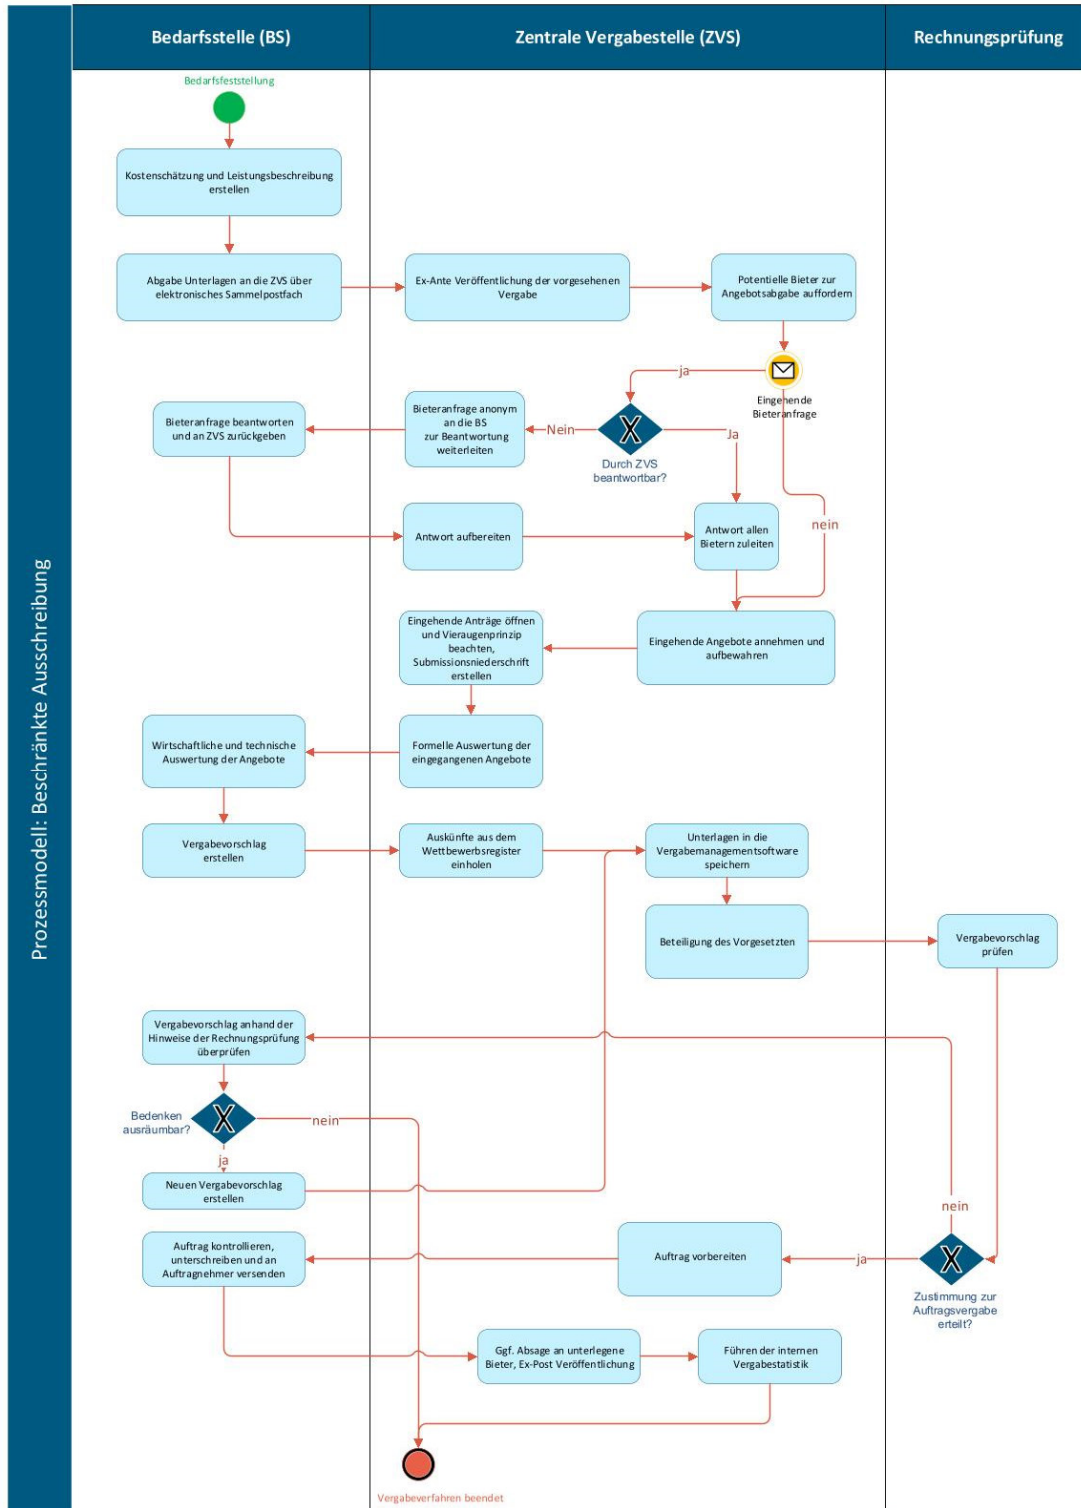 Prozessmodell: Beschränkte Ausschreibung
Bedarfsstelle (BS)
Zentrale Vergabestelle (ZVS)
Rechnungsprüfung
Bedarfsfeststellung
Kostenschätzung und Leistungsbeschreibung
erstellen
Abgabe Unterlagen an die ZVS über
elektronisches Sammelpostfach
Ex-Ante Veröffentlichung der vorgesehenen
Vergabe
Potentielle Bieter zur
Angebotsabgabe auffordern
ja
Eingehende
Bieteranfrage
Bieteranfrage beantworten
und an ZVS zurückgeben
Bieteranfrage anonym
an die BS
zur Beantwortung
weiterleiten
Nein
X
Ja
Durch ZVS
beantwortbar?
nein
Antwort aufbereiten
Antwort allen
Bietern zuleiten
Eingehende Anträge öffnen
und Vieraugenprinzip
beachten,
Submissionsniederschrift
erstellen
Eingehende Angebote annehmen und
aufbewahren
Wirtschaftliche und technische
Auswertung der Angebote
Formelle Auswertung der
eingegangenen Angebote
Vergabevorschlag
erstellen
Auskünfte aus dem
Wettbewerbsregister
einholen
Unterlagen in die
Vergabemanagementsoftware
speichern
Beteiligung des Vorgesetzten
Vergabevorschlag
prüfen
Vergabevorschlag anhand der
Hinweise der Rechnungsprüfung
überprüfen
Bedenken
ausräumbar?
X
nein
ja
Neuen Vergabevorschlag
erstellen
nein
Auftrag kontrollieren,
unterschreiben und an
Auftragnehmer versenden
Auftrag vorbereiten
ja
X
Zustimmung zur
Auftragsvergabe
erteilt?
Ggf. Absage an unterlegene
Bieter, Ex-Post Veröffentlichung
Führen der internen
Vergabestatistik
Vergabeverfahren beendet